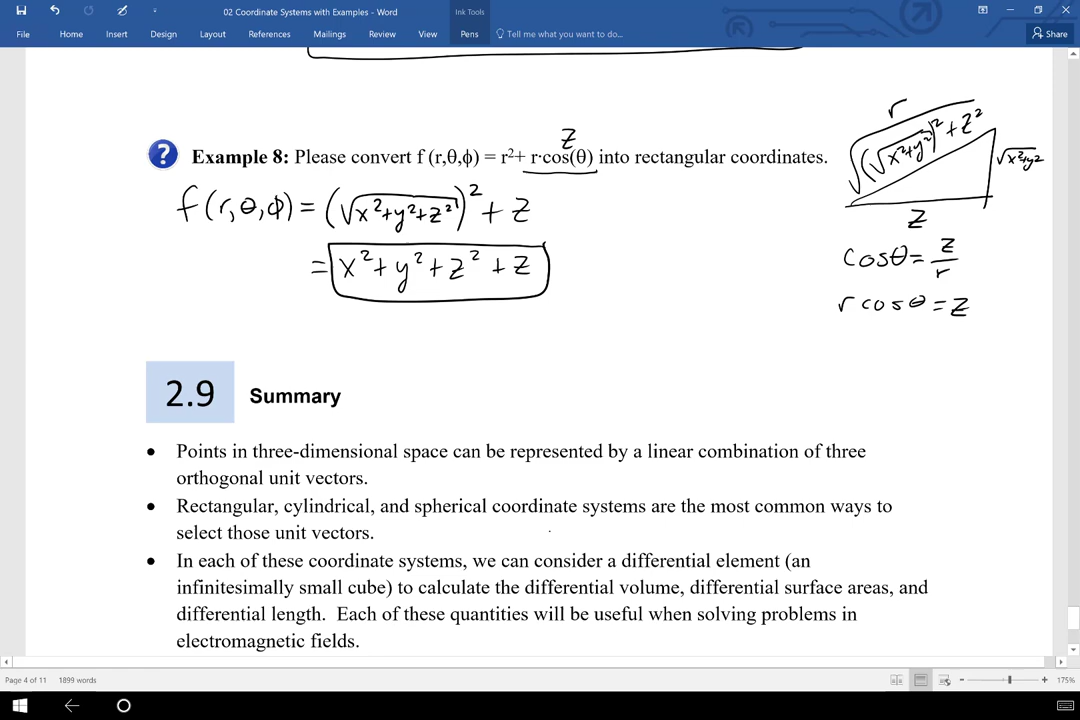 02 Coordinate Systems with Examples - Word
Ink Tools
File Home Insert Design Layout References Mailings Review View Pens Tell me what you want to do... Share
z
Example 8: Please convert f (r,θ,ϕ) = r²+ r·cos(θ) into rectangular coordinates.
f(r,θ,ϕ) = (√x²+y²+z²)² + z
= x² + y² + z² + z
r
√(√x²+y²)² + z²
√x²+y²
z
cosθ = z/r
r cosθ = z
2.9 Summary
• Points in three-dimensional space can be represented by a linear combination of three
orthogonal unit vectors.
• Rectangular, cylindrical, and spherical coordinate systems are the most common ways to
select those unit vectors.
• In each of these coordinate systems, we can consider a differential element (an
infinitesimally small cube) to calculate the differential volume, differential surface areas, and
differential length. Each of these quantities will be useful when solving problems in
electromagnetic fields.
Page 4 of 11 1899 words 175%